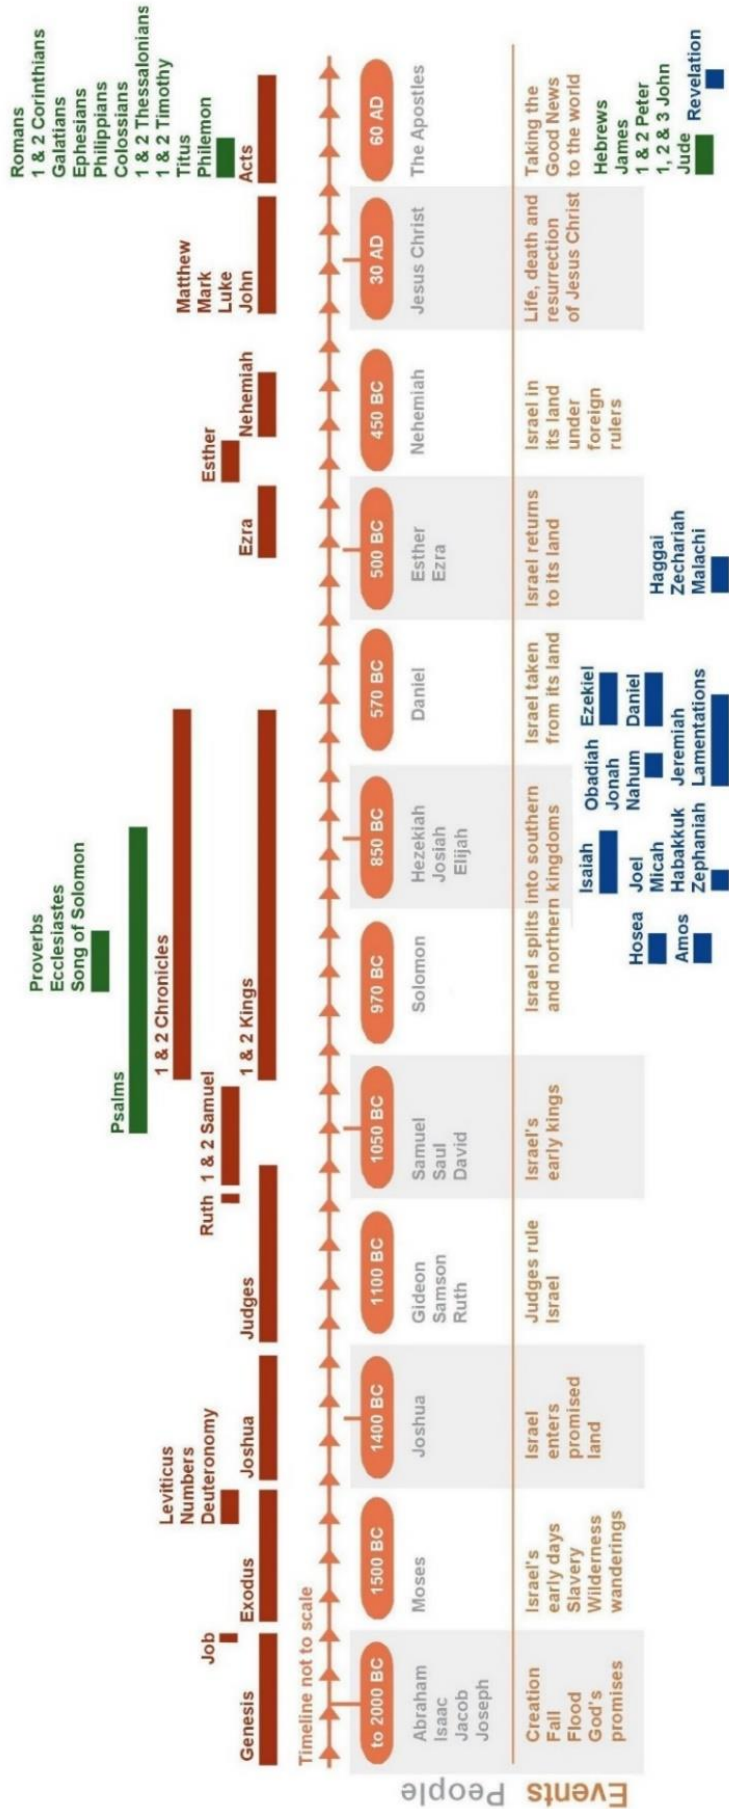 Proverbs
Ecclesiastes
Song of Solomon
Psalms
1 & 2 Chronicles
Romans
1 & 2 Corinthians
Galatians
Ephesians
Philippians
Colossians
1 & 2 Thessalonians
1 & 2 Timothy
Titus
Philemon
Leviticus
Numbers
Deuteronomy
Matthew
Mark
Luke
John
Job
Ruth
1 & 2 Samuel
Esther
Genesis
Exodus
Joshua
Judges
1 & 2 Kings
Ezra
Nehemiah
Acts
Timeline not to scale
to 2000 BC
1500 BC
1400 BC
1100 BC
1050 BC
970 BC
850 BC
570 BC
500 BC
450 BC
30 AD
60 AD
People
Abraham
Isaac
Jacob
Joseph
Moses
Joshua
Gideon
Samson
Ruth
Samuel
Saul
David
Solomon
Hezekiah
Josiah
Elijah
Daniel
Esther
Ezra
Nehemiah
Jesus Christ
The Apostles
Events
Creation
Fall
Flood
God's
promises
Israel's
early days
Slavery
Wilderness
wanderings
Israel
enters
promised
land
Judges rule
Israel
Israel's
early kings
Israel splits into southern
and northern kingdoms
Israel taken
from its land
Israel returns
to its land
Israel in
its land
under
foreign
rulers
Life, death and
resurrection
of Jesus Christ
Taking the
Good News
to the world
Hosea
Amos
Isaiah
Joel
Micah
Habakkuk
Zephaniah
Obadiah
Jonah
Nahum
Ezekiel
Daniel
Jeremiah
Lamentations
Haggai
Zechariah
Malachi
Hebrews
James
1 & 2 Peter
1, 2 & 3 John
Jude
Revelation